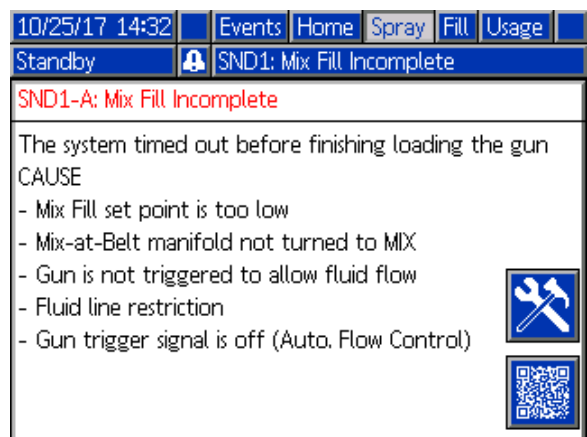 10/25/17 14:32 Events Home Spray Fill Usage
Standby SND1: Mix Fill Incomplete
SND1-A: Mix Fill Incomplete
The system timed out before finishing loading the gun
CAUSE
- Mix Fill set point is too low
- Mix-at-Belt manifold not turned to MIX
- Gun is not triggered to allow fluid flow
- Fluid line restriction
- Gun trigger signal is off (Auto. Flow Control)